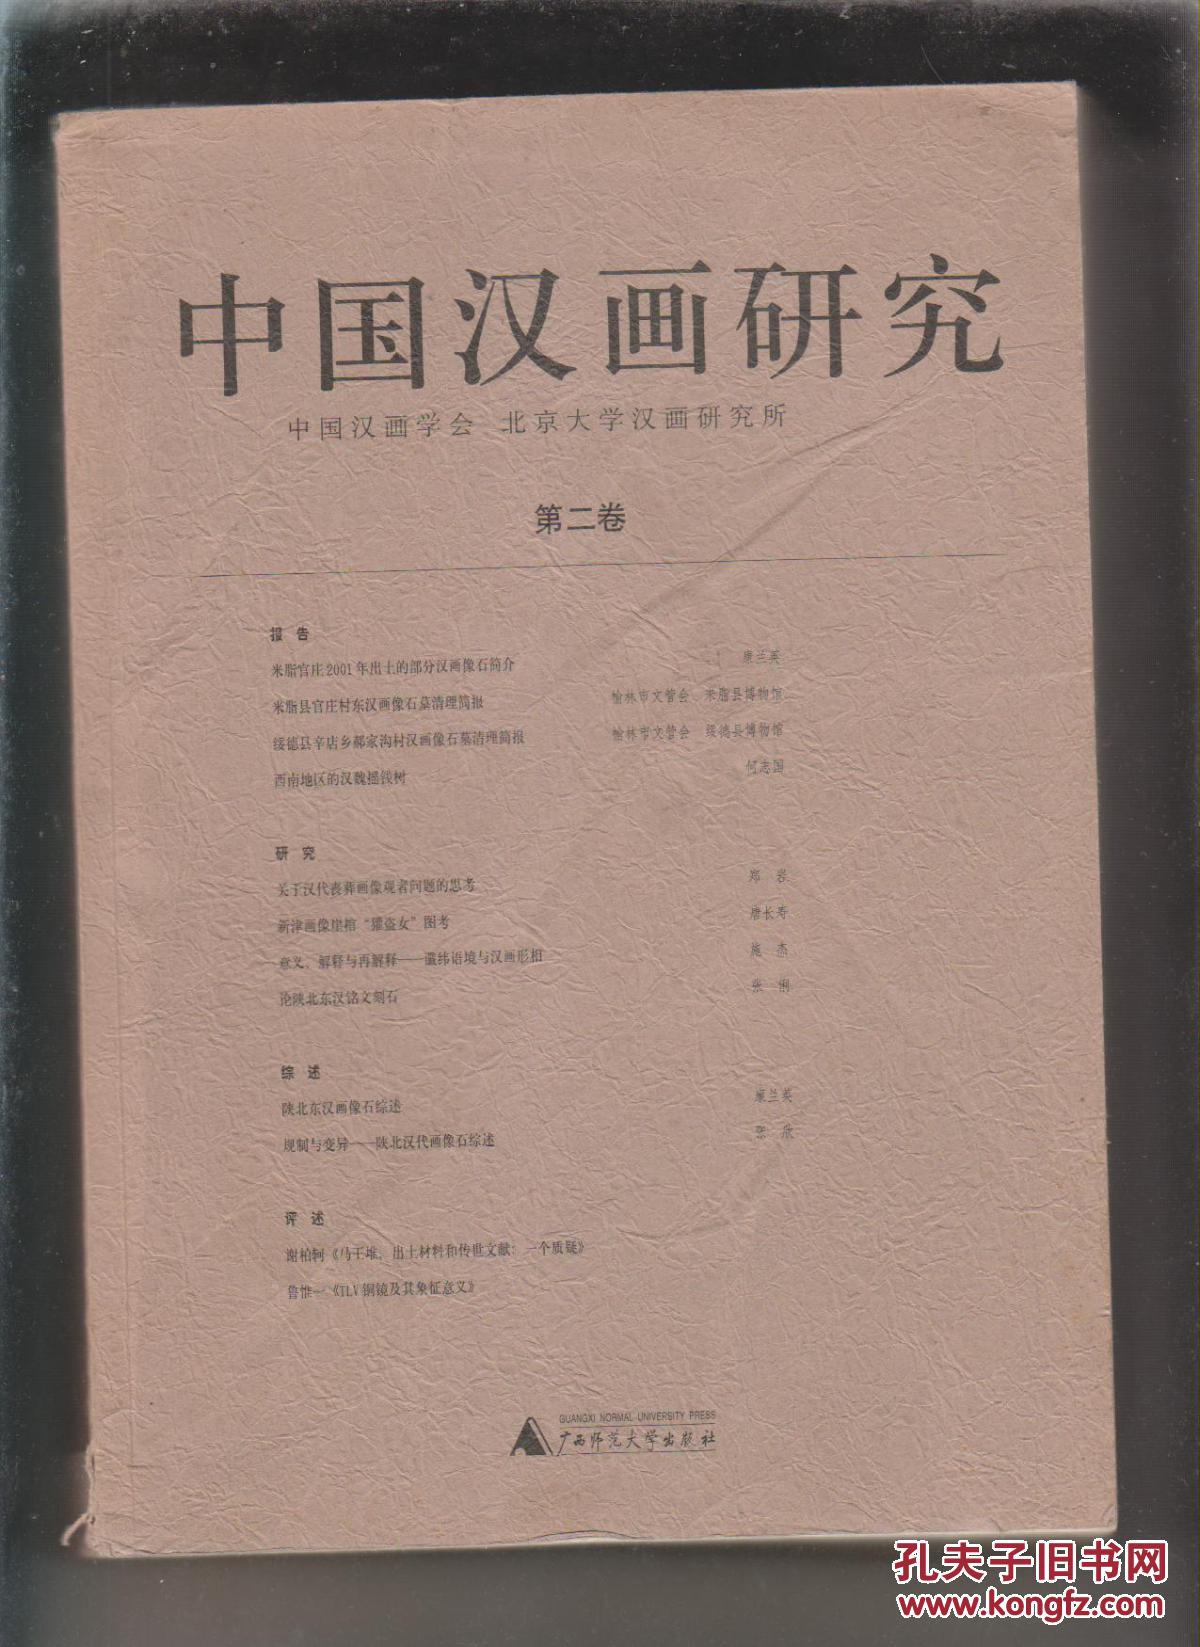 中国汉画研究
中国汉画学会 北京大学汉画研究所
第二卷
报 告
米脂官庄2001年出土的部分汉画像石简介 康兰英
米脂县官庄村东汉画像石墓清理简报 榆林市文管会 米脂县博物馆
绥德县辛店乡郝家沟村汉画像石墓清理简报 榆林市文管会 绥德县博物馆
西南地区的汉魏摇钱树 何志国
研 究
关于汉代丧葬画像观者问题的思考 郑 岩
新津画像崖棺“玃盗女”图考 唐长寿
意义、解释与再解释——谶纬语境与汉画形相 施 杰
论陕北东汉铭文刻石 张 俐
综 述
陕北东汉画像石综述 康兰英
规制与变异——陕北汉代画像石综述 张 欣
评 述
谢柏轲《马王堆,出土材料和传世文献：一个质疑》
鲁惟一《TLV铜镜及其象征意义》
GUANGXI NORMAL UNIVERSITY PRESS
广西师范大学出版社
孔夫子旧书网
www.kongfz.com